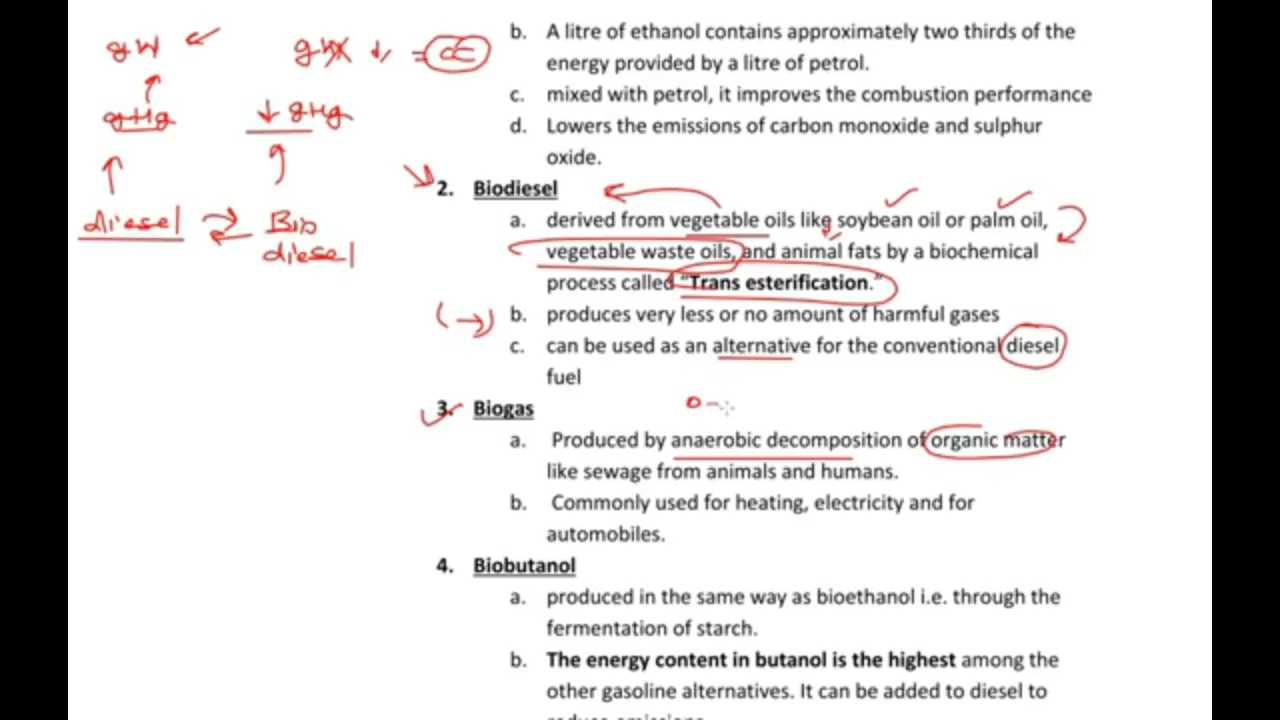 gw
gw ↓ = CC
gHg
↓ gHg
diesel
Bio
diesel
b. A litre of ethanol contains approximately two thirds of the
energy provided by a litre of petrol.
c. mixed with petrol, it improves the combustion performance
d. Lowers the emissions of carbon monoxide and sulphur
oxide.
2. Biodiesel
a. derived from vegetable oils like soybean oil or palm oil,
vegetable waste oils, and animal fats by a biochemical
process called "Trans esterification."
b. produces very less or no amount of harmful gases
c. can be used as an alternative for the conventional diesel
fuel
3. Biogas
a. Produced by anaerobic decomposition of organic matter
like sewage from animals and humans.
b. Commonly used for heating, electricity and for
automobiles.
4. Biobutanol
a. produced in the same way as bioethanol i.e. through the
fermentation of starch.
b. The energy content in butanol is the highest among the
other gasoline alternatives. It can be added to diesel to